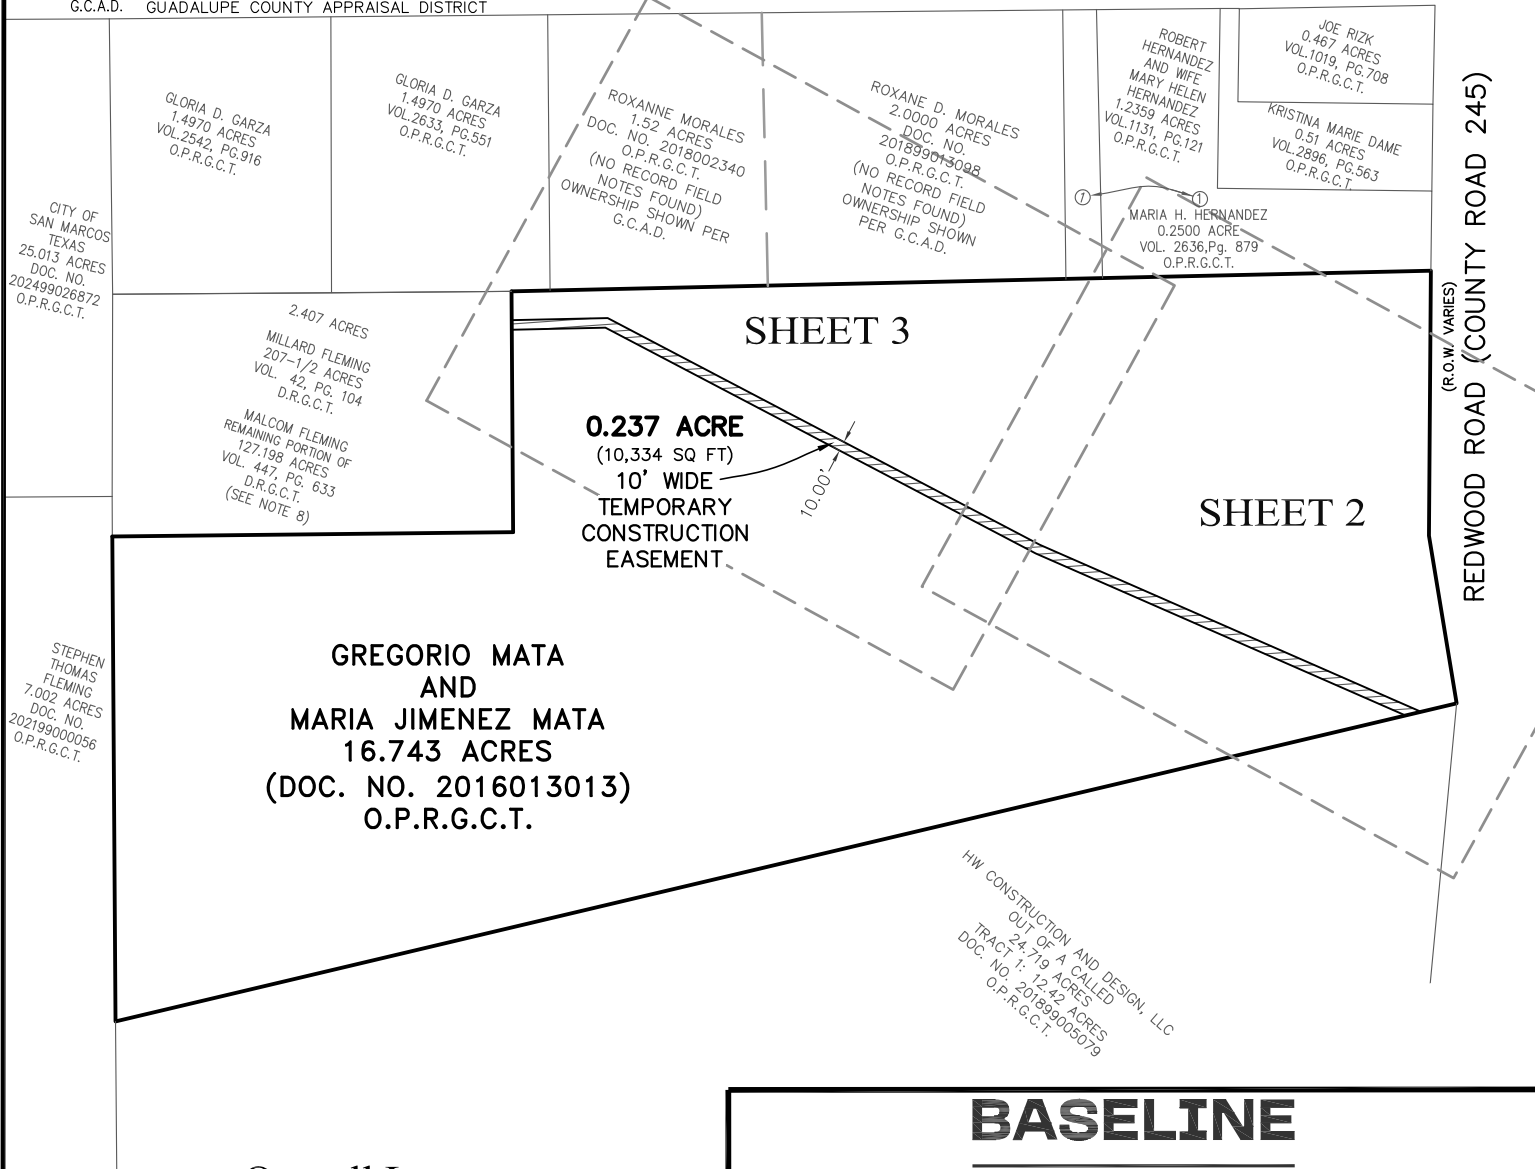 G.C.A.D. GUADALUPE COUNTY APPRAISAL DISTRICT
GLORIA D. GARZA
1.4970 ACRES
VOL.2542, PG.916
O.P.R.G.C.T.
GLORIA D. GARZA
1.4970 ACRES
VOL.2633, PG.551
O.P.R.G.C.T.
ROXANNE MORALES
1.52 ACRES
DOC. NO. 2018002340
O.P.R.G.C.T.
(NO RECORD FIELD
NOTES FOUND)
OWNERSHIP SHOWN PER
G.C.A.D.
ROXANE D. MORALES
2.0000 ACRES
DOC. NO.
201899013098
O.P.R.G.C.T.
(NO RECORD FIELD
NOTES FOUND)
OWNERSHIP SHOWN
PER G.C.A.D.
ROBERT
HERNANDEZ
AND WIFE
MARY HELEN
HERNANDEZ
1.2359 ACRES
VOL.1131, PG.121
O.P.R.G.C.T.
JOE RIZK
0.467 ACRES
VOL.1019, PG.708
O.P.R.G.C.T.
KRISTINA MARIE DAME
0.51 ACRES
VOL.2896, PG.563
O.P.R.G.C.T
1 1
MARIA H. HERNANDEZ
0.2500 ACRE
VOL. 2636,Pg. 879
O.P.R.G.C.T.
REDWOOD ROAD (COUNTY ROAD 245)
(R.O.W. VARIES)
CITY OF
SAN MARCOS
TEXAS
25.013 ACRES
DOC. NO.
202499026872
O.P.R.G.C.T.
2.407 ACRES
MILLARD FLEMING
207-1/2 ACRES
VOL. 42, PG. 104
D.R.G.C.T.
MALCOM FLEMING
REMAINING PORTION OF
127.198 ACRES
VOL. 447, PG. 633
D.R.G.C.T.
(SEE NOTE 8)
SHEET 3
0.237 ACRE
(10,334 SQ FT)
10' WIDE
TEMPORARY
CONSTRUCTION
EASEMENT
10.00'
SHEET 2
STEPHEN
THOMAS
FLEMING
7.002 ACRES
DOC. NO.
202199000056
O.P.R.G.C.T.
GREGORIO MATA
AND
MARIA JIMENEZ MATA
16.743 ACRES
(DOC. NO. 2016013013)
O.P.R.G.C.T.
HW CONSTRUCTION AND DESIGN, LLC
OUT OF A CALLED
24.719 ACRES
TRACT 1: 12.42 ACRES
DOC. NO. 201899005079
O.P.R.G.C.T.
BASELINE